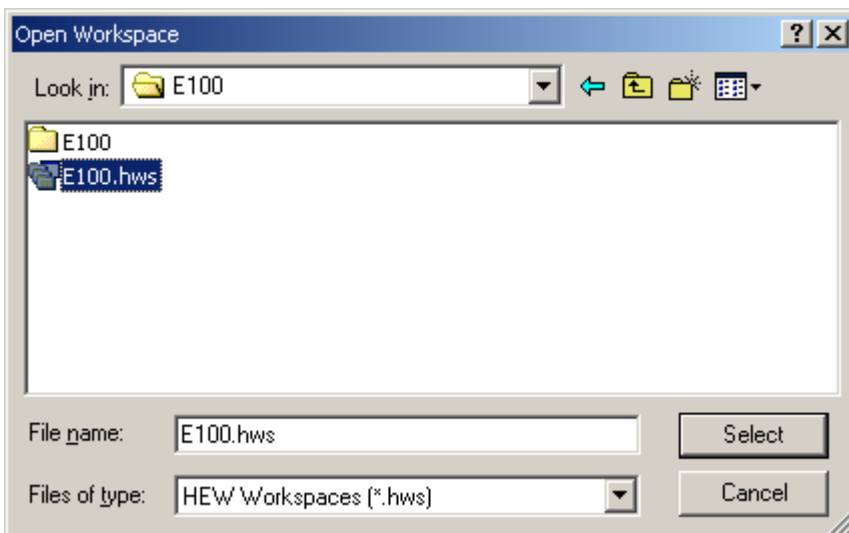 Open Workspace
Look in: E100
E100
E100.hws
File name: E100.hws Select
Files of type: HEW Workspaces (*.hws) Cancel